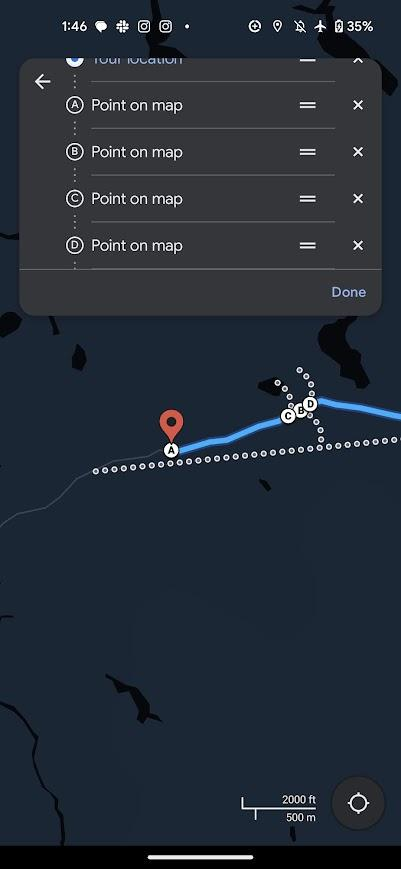 1:46
35%
Your location
A Point on map
B Point on map
C Point on map
D Point on map
Done
C B D
A
2000 ft
500 m